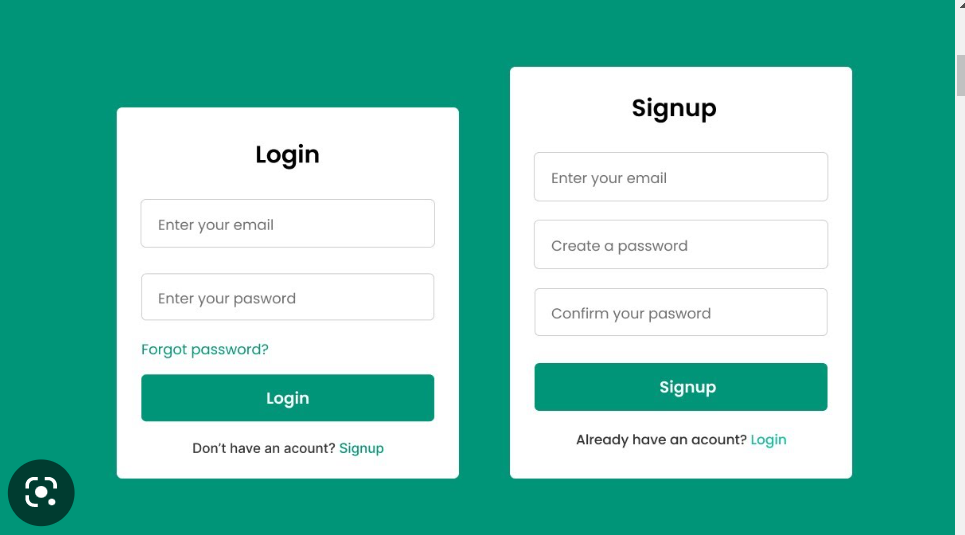 Login
Enter your email
Enter your pasword
Forgot password?
Login
Don't have an acount? Signup
Signup
Enter your email
Create a password
Confirm your pasword
Signup
Already have an acount? Login